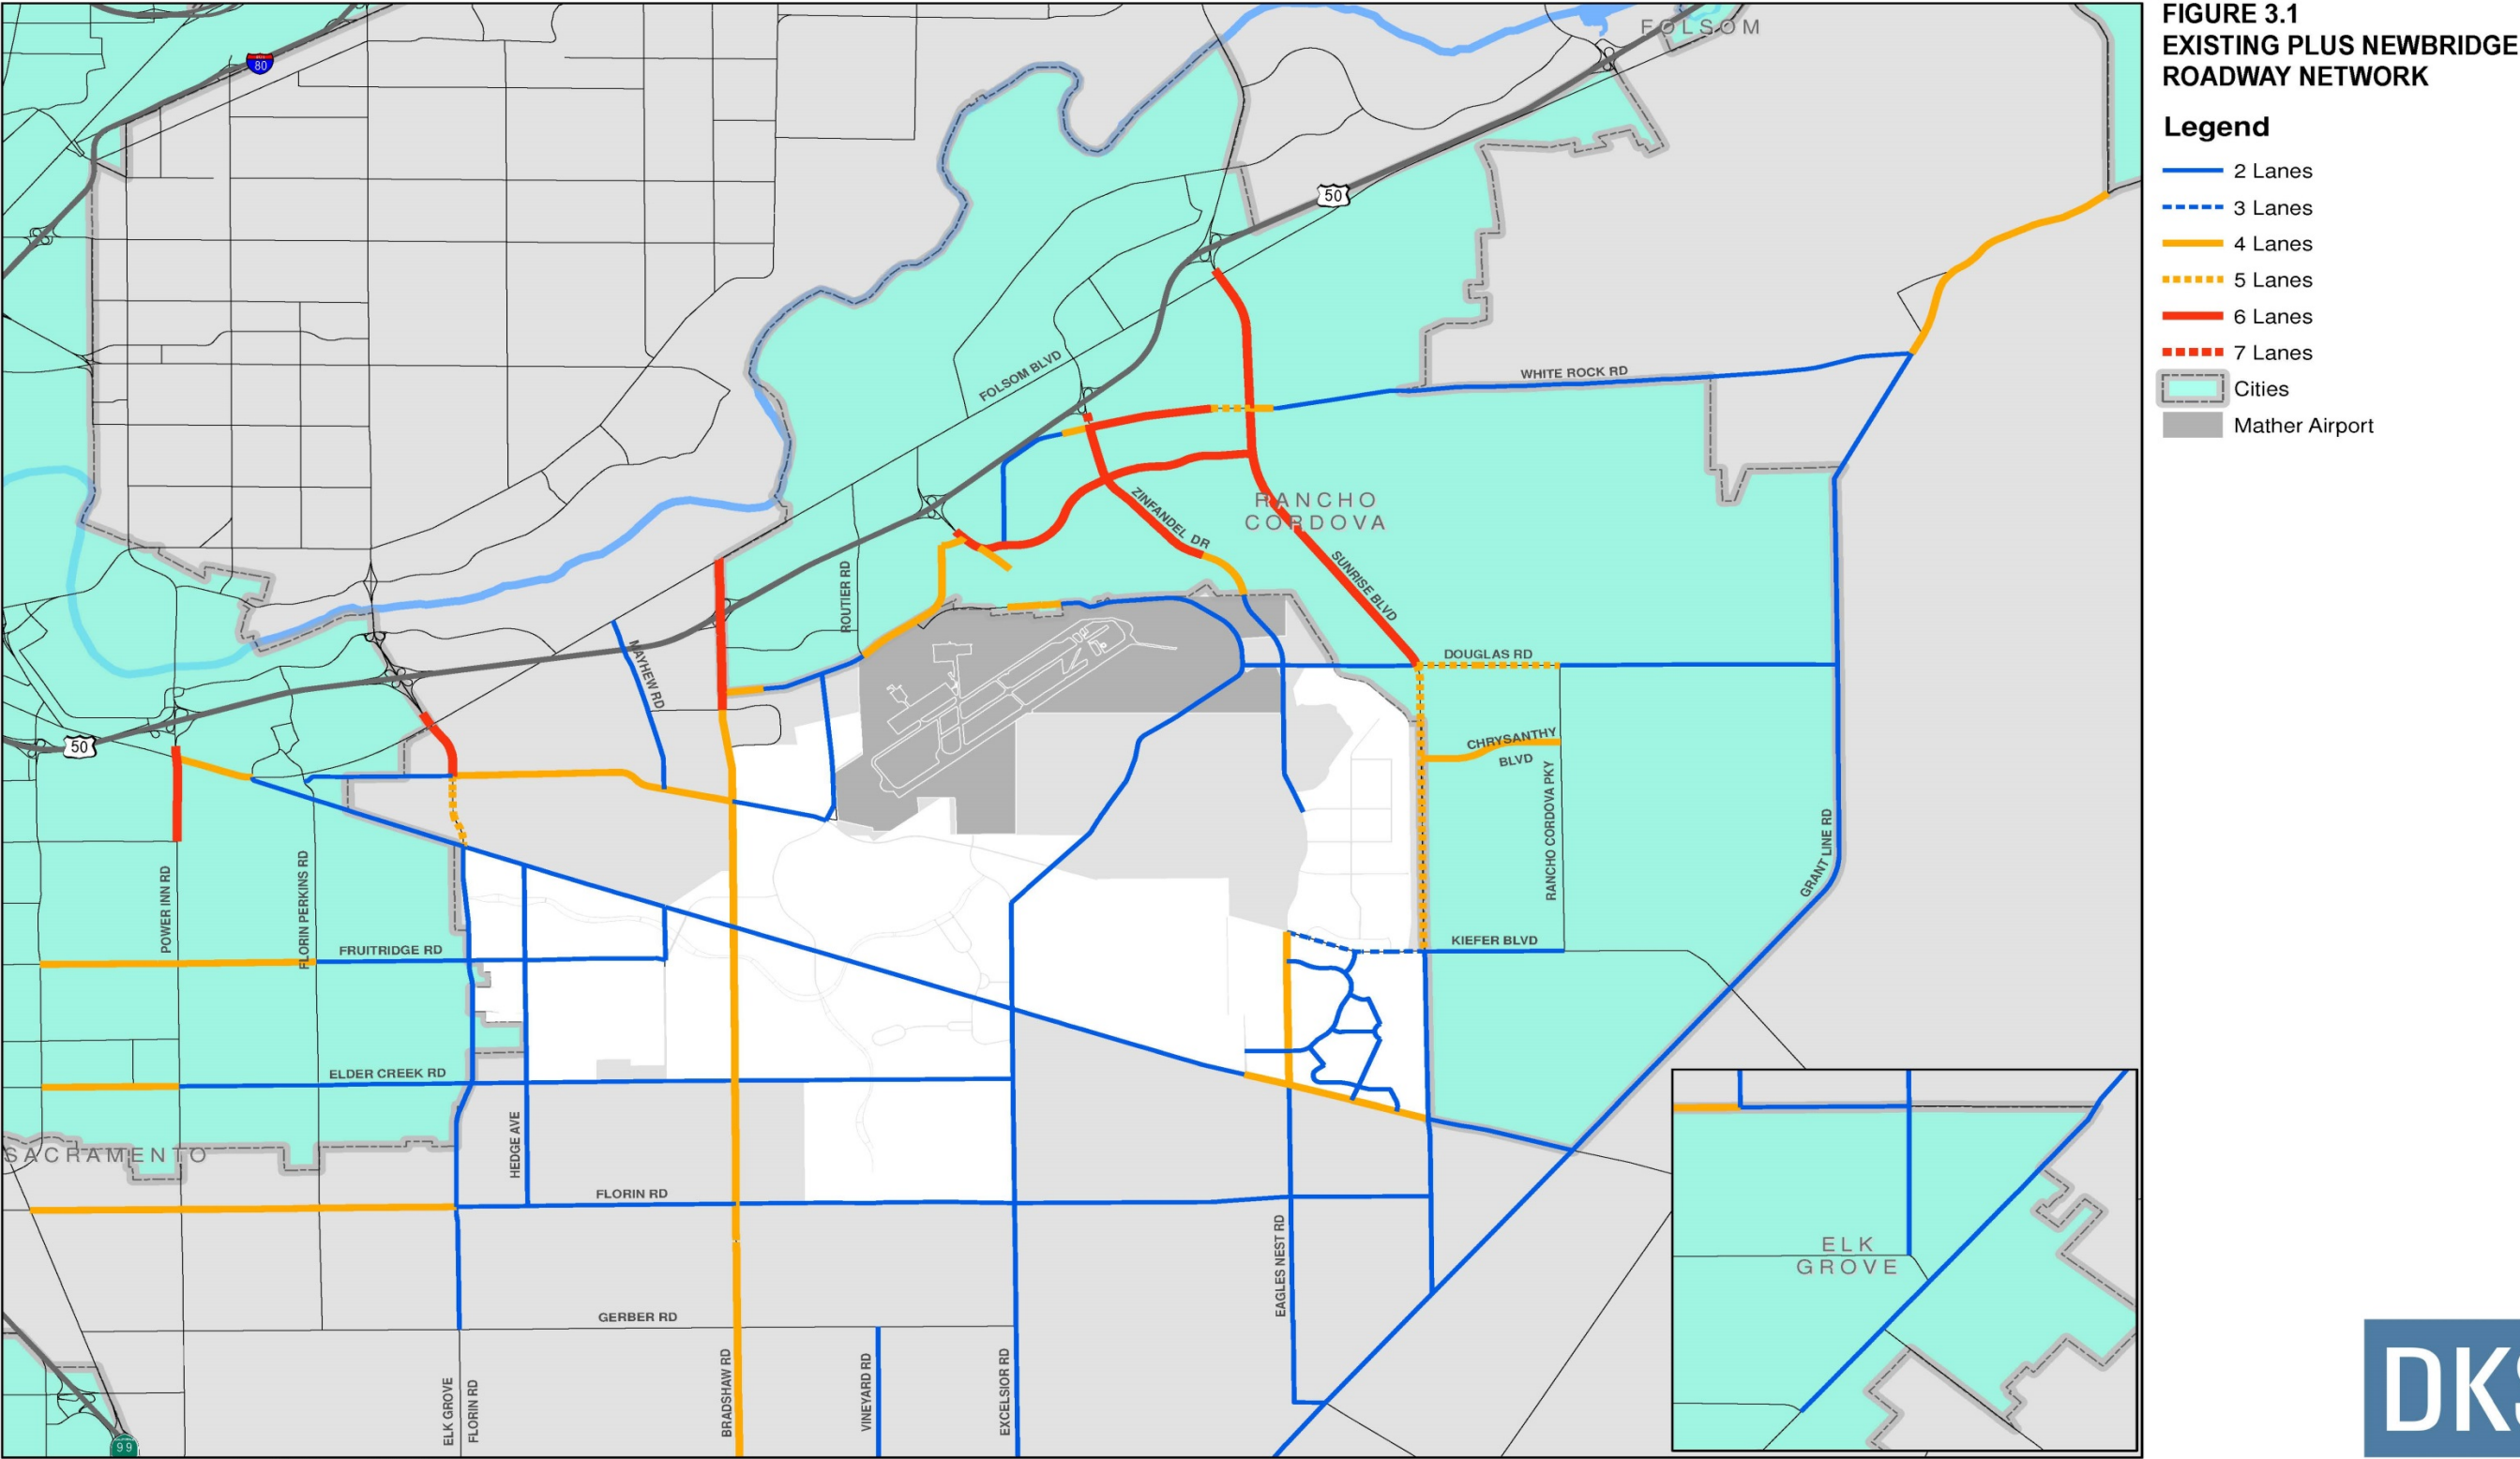 FIGURE 3.1
EXISTING PLUS NEWBRIDGE
ROADWAY NETWORK
Legend
2 Lanes
3 Lanes
4 Lanes
5 Lanes
6 Lanes
7 Lanes
Cities
Mather Airport
FOLSOM
80
50
WHITE ROCK RD
FOLSOM BLVD
RANCHO
CORDOVA
ZINFANDEL DR
SUNRISE BLVD
ROUTIER RD
MAYHEW RD
DOUGLAS RD
50
CHRYSANTHY
BLVD
RANCHO CORDOVA PKY
GRANT LINE RD
POWER INN RD
FLORIN PERKINS RD
FRUITRIDGE RD
KIEFER BLVD
ELDER CREEK RD
HEDGE AVE
SACRAMENTO
FLORIN RD
EAGLES NEST RD
ELK
GROVE
GERBER RD
ELK GROVE
FLORIN RD
BRADSHAW RD
VINEYARD RD
EXCELSIOR RD
99
DKS